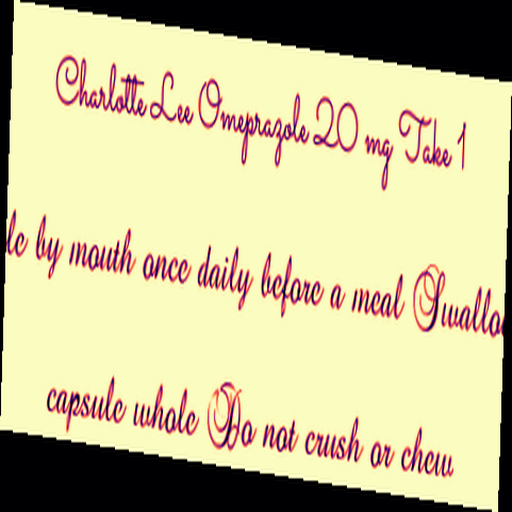 Charlotte Lee Omeprazole 20 mg Take 1
by mouth once daily before a meal
capsule whole Do not crush or chew